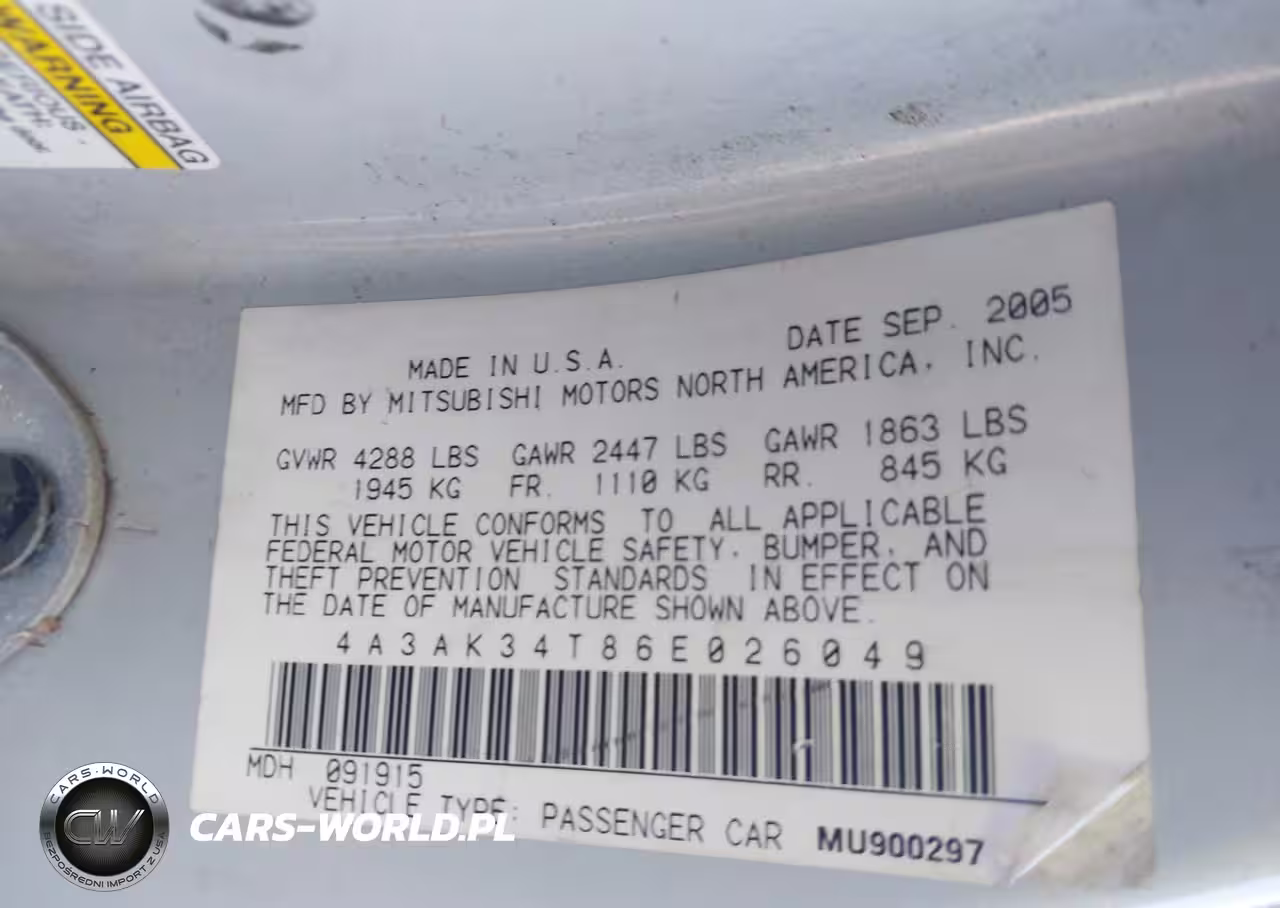 SIDE AIRBAG
WARNING
DATE SEP. 2005
MADE IN U.S.A.
MFD BY MITSUBISHI MOTORS NORTH AMERICA, INC.
GVWR 4288 LBS GAWR 2447 LBS GAWR 1863 LBS
1945 KG FR. 1110 KG RR. 845 KG
THIS VEHICLE CONFORMS TO ALL APPLICABLE
FEDERAL MOTOR VEHICLE SAFETY, BUMPER, AND
THEFT PREVENTION STANDARDS IN EFFECT ON
THE DATE OF MANUFACTURE SHOWN ABOVE.
4A3AK34T86E026049
MDH 091915
VEHICLE TYPE: PASSENGER CAR MU900297
CARS-WORLD
CW
BEZPOŚREDNI IMPORT Z USA
CARS-WORLD.PL